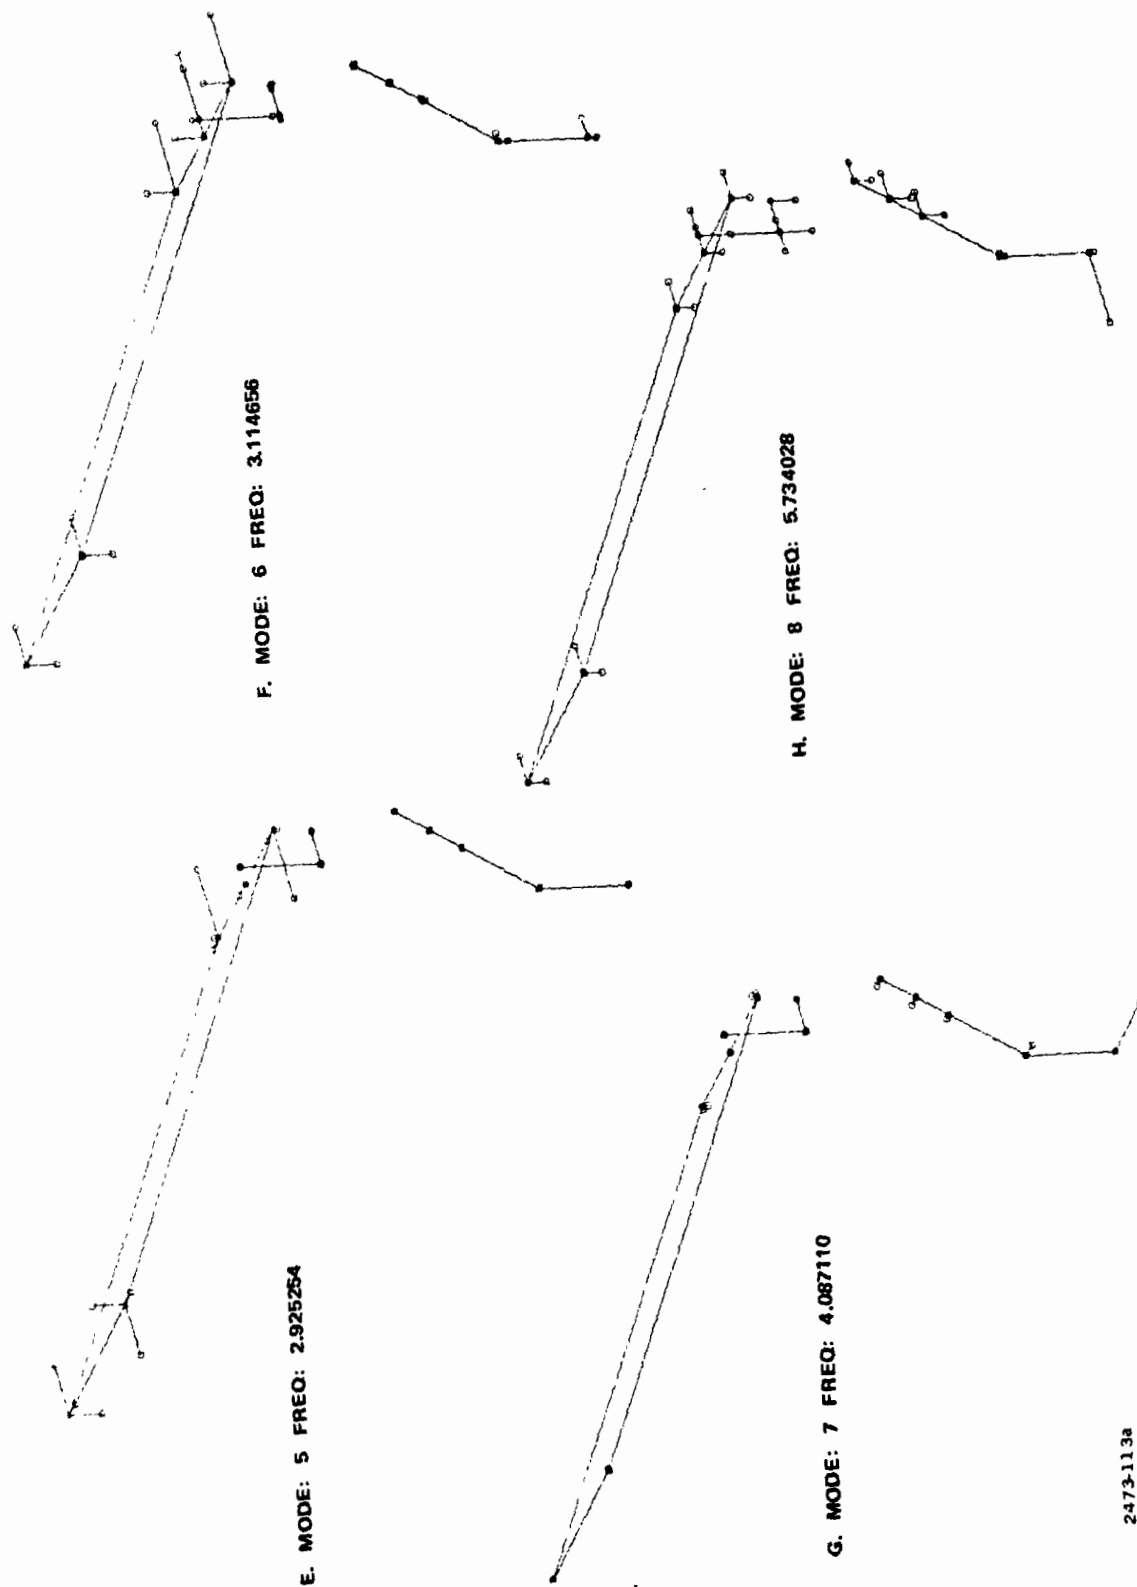 E. MODE: 5 FREQ: 2.925254
F. MODE: 6 FREQ: 3.114656
G. MODE: 7 FREQ: 4.087110
H. MODE: 8 FREQ: 5.734028
2473-113a